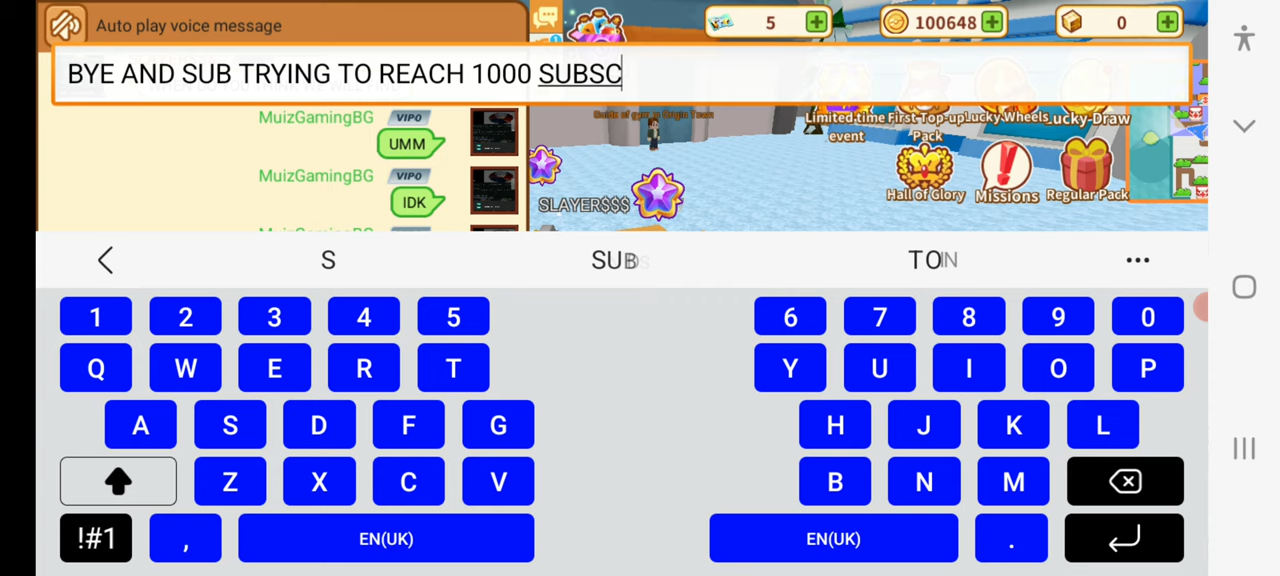 Auto play voice message
5
100648
0
BYE AND SUB TRYING TO REACH 1000 SUBSC
MuizGamingBG VIP0
UMM
MuizGamingBG VIP0
IDK
SLAYER$$$
Limited time event
First Top-up Pack
Lucky Wheels
Lucky Draw
Hall of Glory
Missions
Regular Pack
S
SUB
TO
1 2 3 4 5 6 7 8 9 0
Q W E R T Y U I O P
A S D F G H J K L
Z X C V B N M
!#1 , EN(UK) EN(UK) .